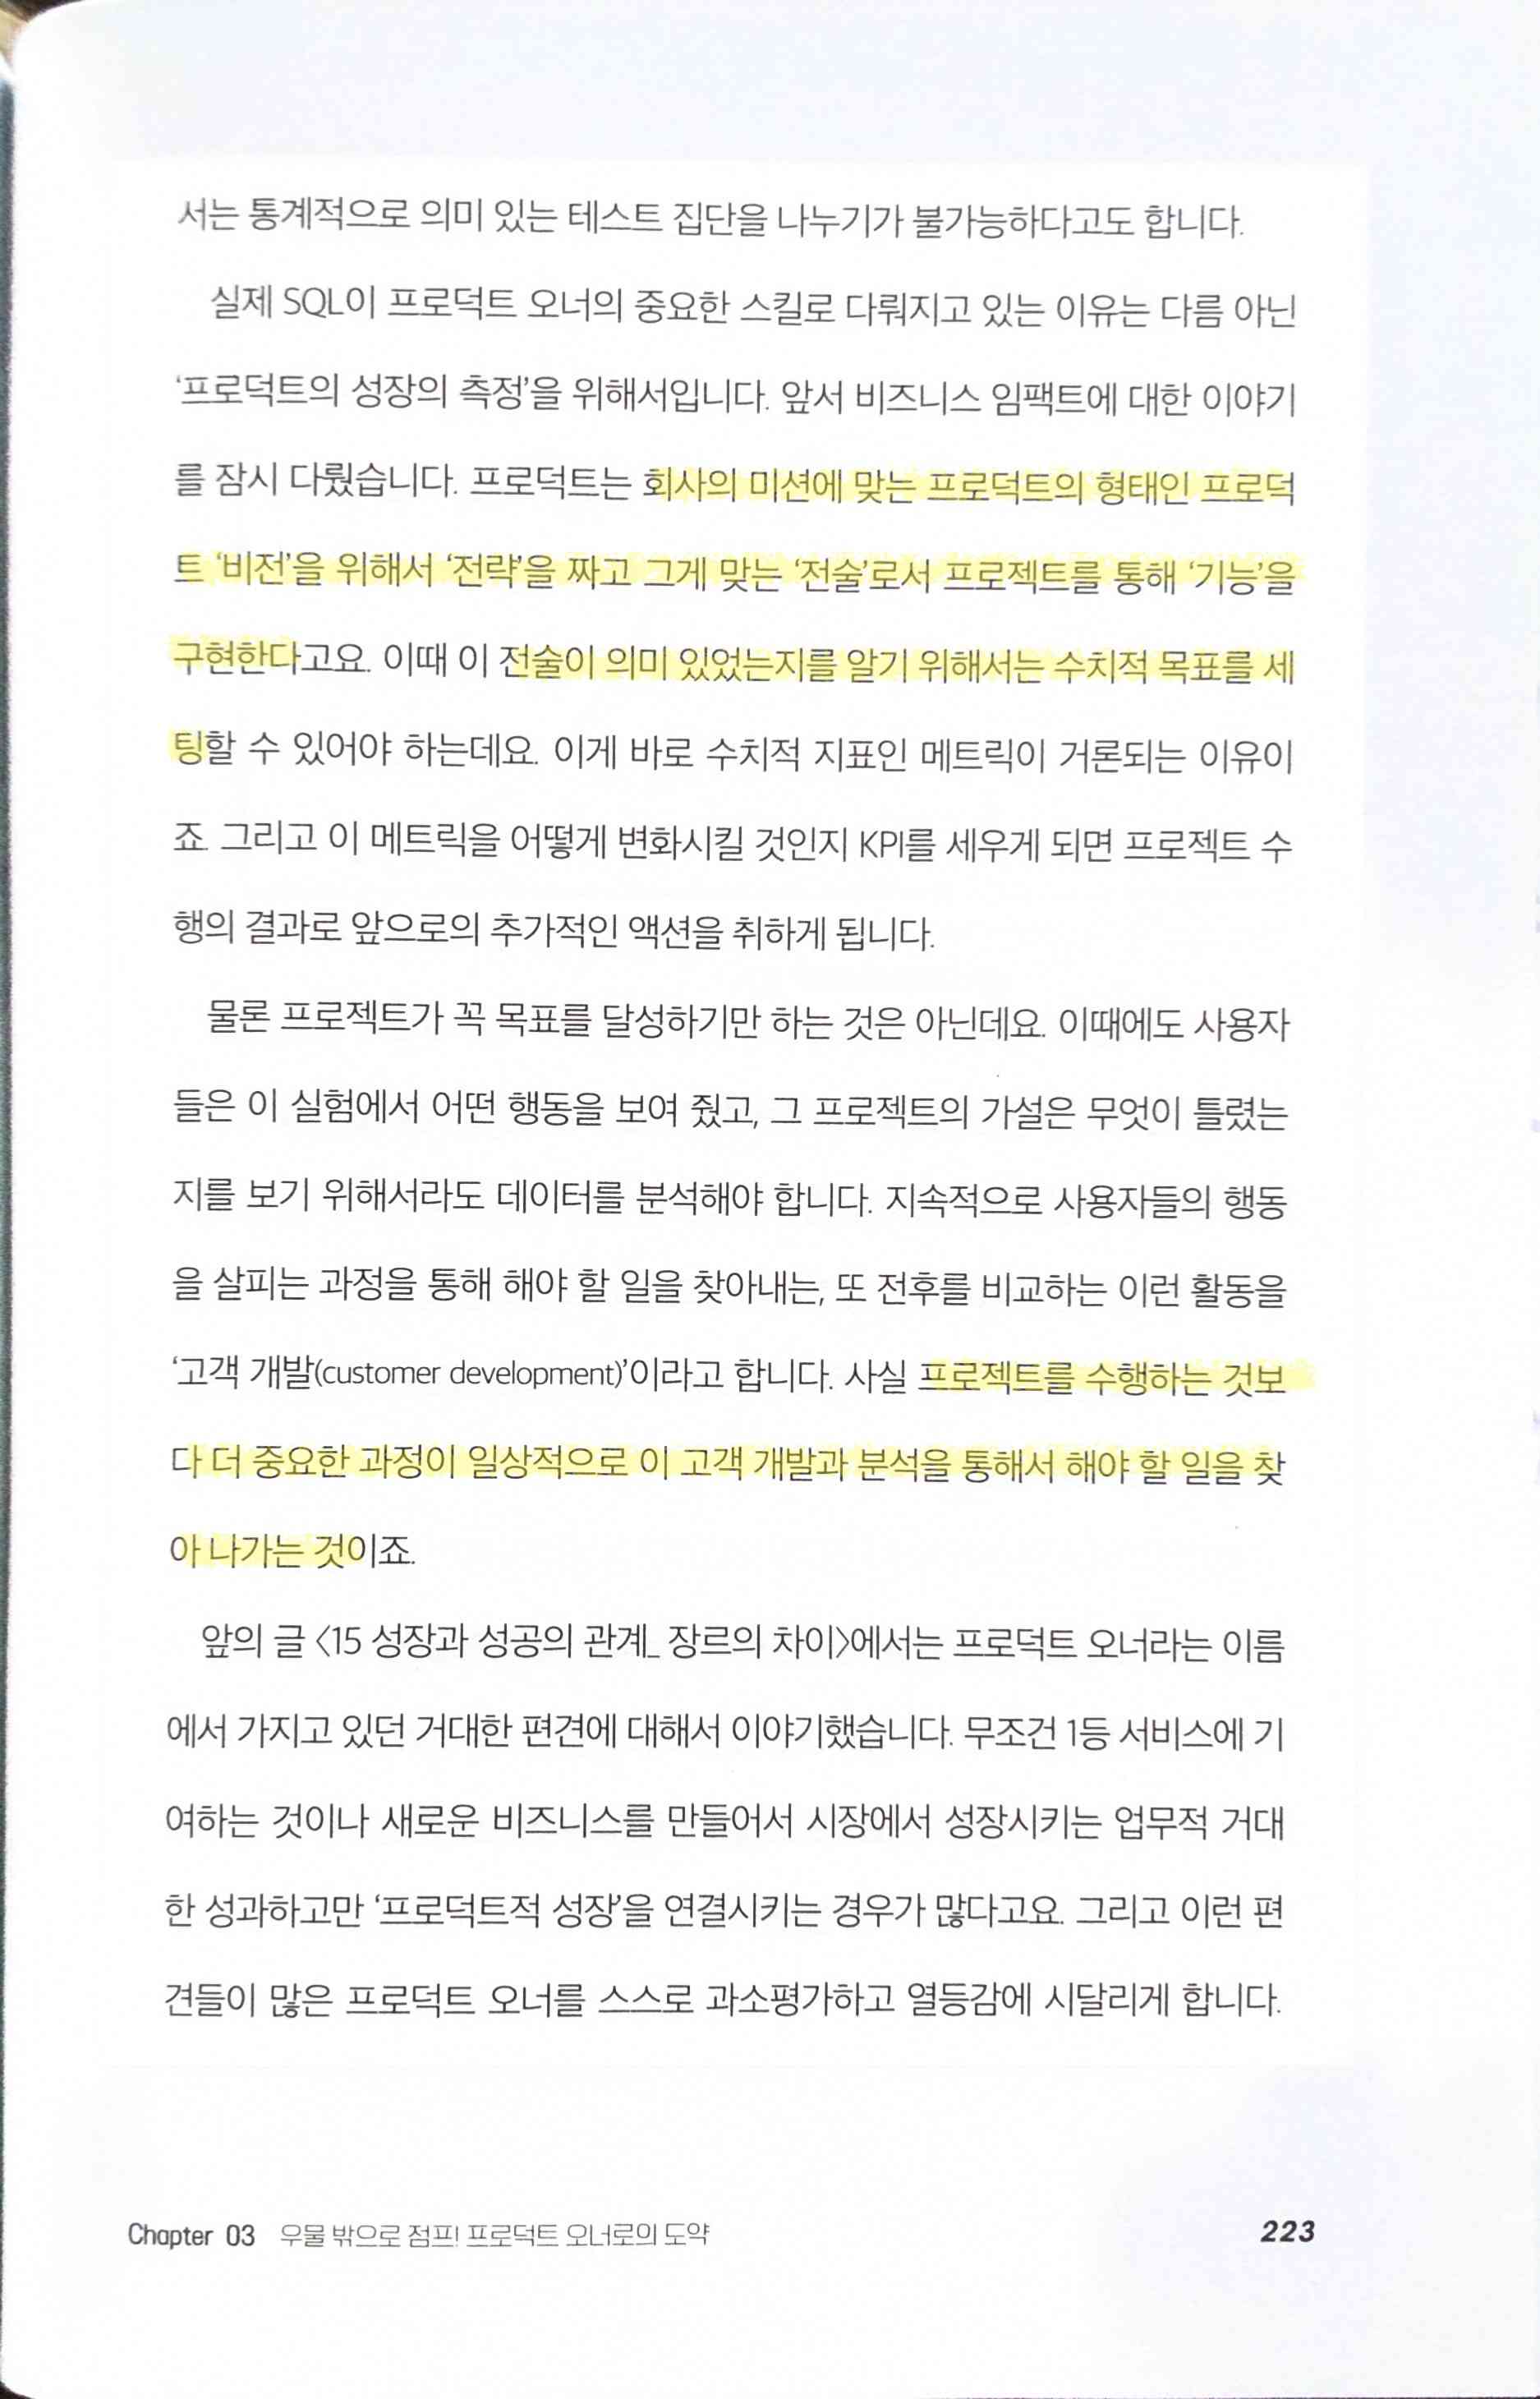 서는 통계적으로 의미 있는 테스트 집단을 나누기가 불가능하다고도 합니다.
실제 SQL이 프로덕트 오너의 중요한 스킬로 다뤄지고 있는 이유는 다름 아닌
‘프로덕트의 성장의 측정’을 위해서입니다. 앞서 비즈니스 임팩트에 대한 이야기
를 잠시 다뤘습니다. 프로덕트는 회사의 미션에 맞는 프로덕트의 형태인 프로덕
트 ‘비전’을 위해서 ‘전략’을 짜고 그게 맞는 ‘전술’로서 프로젝트를 통해 ‘기능’을
구현한다고요. 이때 이 전술이 의미 있었는지를 알기 위해서는 수치적 목표를 세
팅할 수 있어야 하는데요. 이게 바로 수치적 지표인 메트릭이 거론되는 이유이
죠. 그리고 이 메트릭을 어떻게 변화시킬 것인지 KPI를 세우게 되면 프로젝트 수
행의 결과로 앞으로의 추가적인 액션을 취하게 됩니다.
물론 프로젝트가 꼭 목표를 달성하기만 하는 것은 아닌데요. 이때에도 사용자
들은 이 실험에서 어떤 행동을 보여 줬고, 그 프로젝트의 가설은 무엇이 틀렸는
지를 보기 위해서라도 데이터를 분석해야 합니다. 지속적으로 사용자들의 행동
을 살피는 과정을 통해 해야 할 일을 찾아내는, 또 전후를 비교하는 이런 활동을
‘고객 개발(customer development)’이라고 합니다. 사실 프로젝트를 수행하는 것보
다 더 중요한 과정이 일상적으로 이 고객 개발과 분석을 통해서 해야 할 일을 찾
아 나가는 것이죠.
앞의 글 <15 성장과 성공의 관계_ 장르의 차이>에서는 프로덕트 오너라는 이름
에서 가지고 있던 거대한 편견에 대해서 이야기했습니다. 무조건 1등 서비스에 기
여하는 것이나 새로운 비즈니스를 만들어서 시장에서 성장시키는 업무적 거대
한 성과하고만 ‘프로덕트적 성장’을 연결시키는 경우가 많다고요. 그리고 이런 편
견들이 많은 프로덕트 오너를 스스로 과소평가하고 열등감에 시달리게 합니다.
Chapter 03 우물 밖으로 점프! 프로덕트 오너로의 도약 223